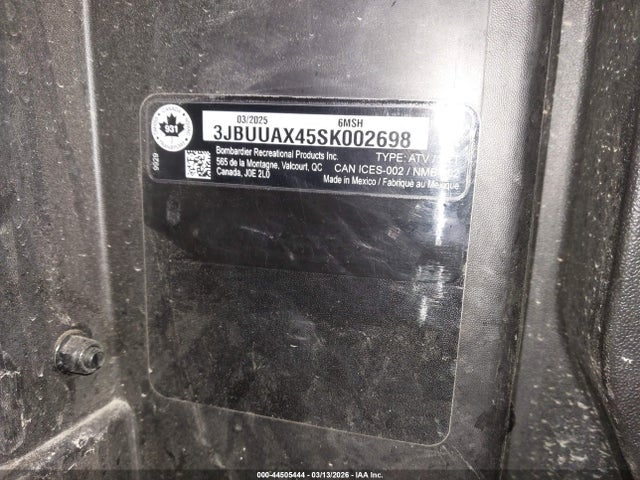 03/2025 6MSH
3JBUUAX45SK002698
931
Bombardier Recreational Products Inc.
565 de la Montagne, Valcourt, QC
Canada, J0E 2L0
TYPE: ATV
CAN ICES-002 /
Made in Mexico / Fabriqué au Mexique
000-44505444 | 03/13/2026 | IAA Inc.